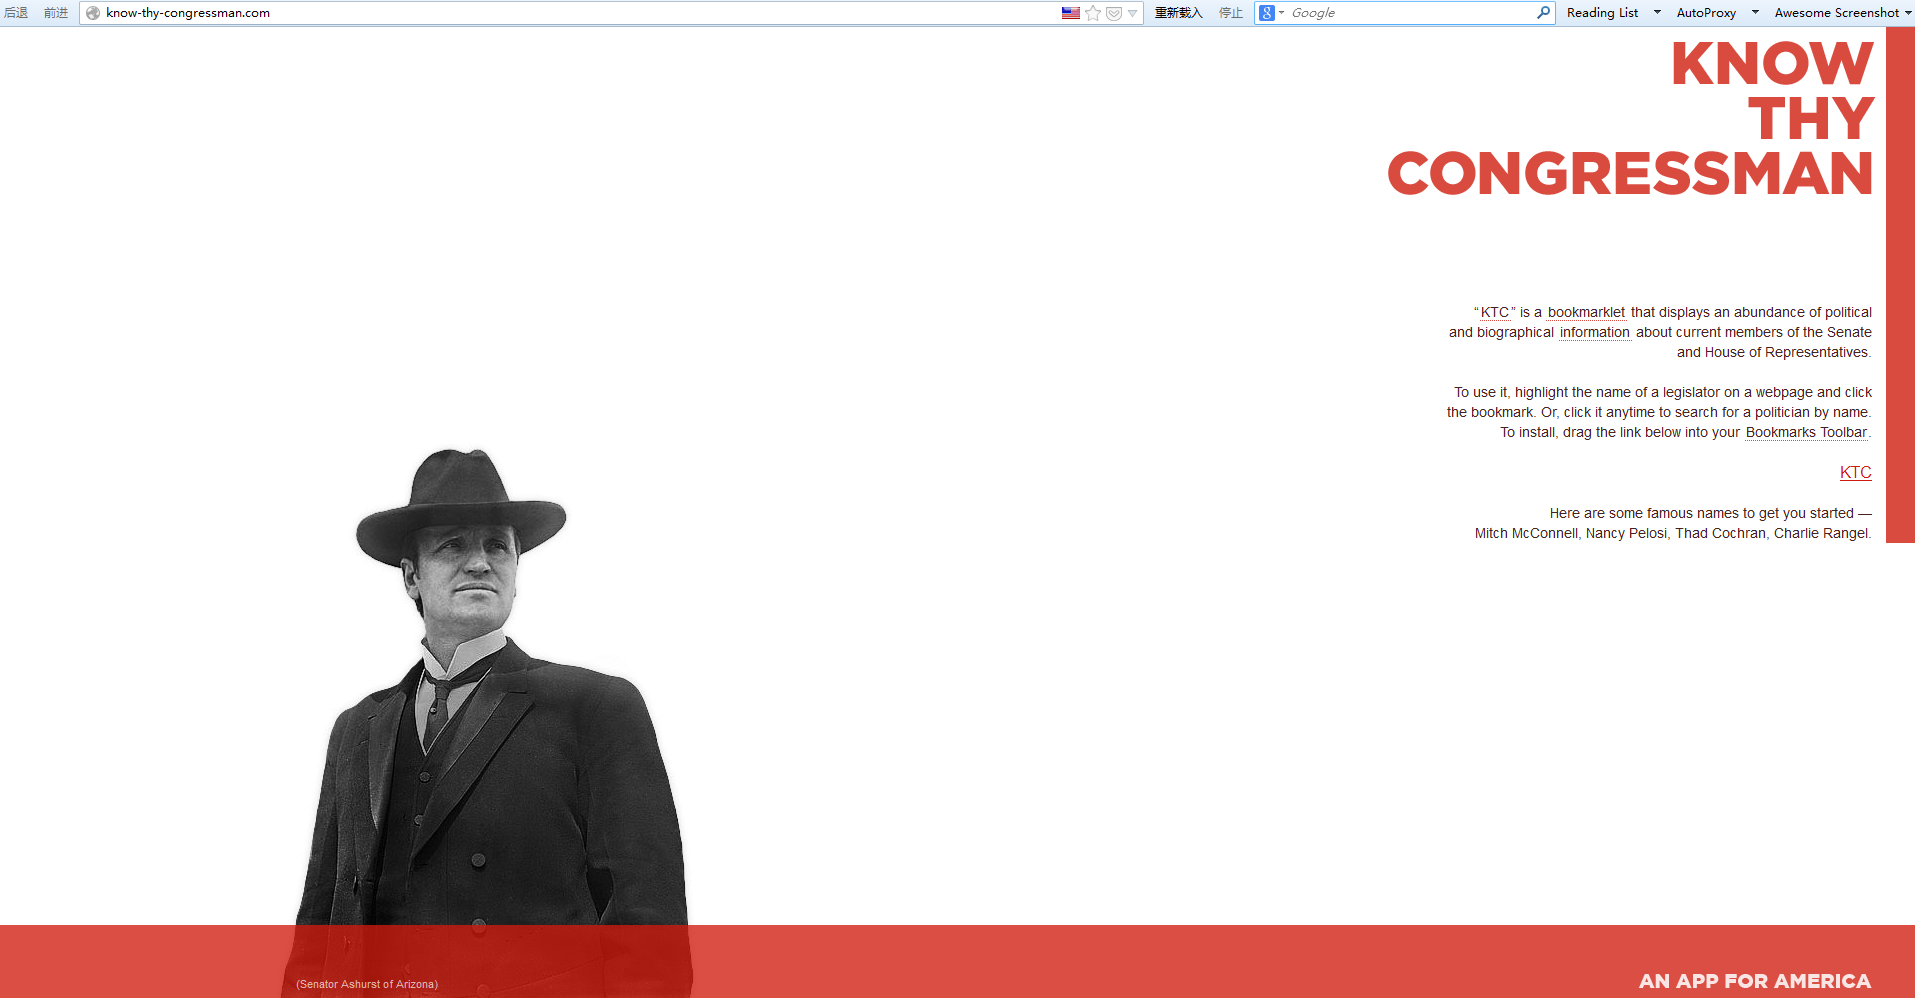 后退 前进 know-thy-congressman.com 重新载入 停止 Google Reading List AutoProxy Awesome Screenshot
KNOW
THY
CONGRESSMAN
“KTC” is a bookmarklet that displays an abundance of political
and biographical information about current members of the Senate
and House of Representatives.
To use it, highlight the name of a legislator on a webpage and click
the bookmark. Or, click it anytime to search for a politician by name.
To install, drag the link below into your Bookmarks Toolbar.
KTC
Here are some famous names to get you started —
Mitch McConnell, Nancy Pelosi, Thad Cochran, Charlie Rangel.
(Senator Ashurst of Arizona)
AN APP FOR AMERICA